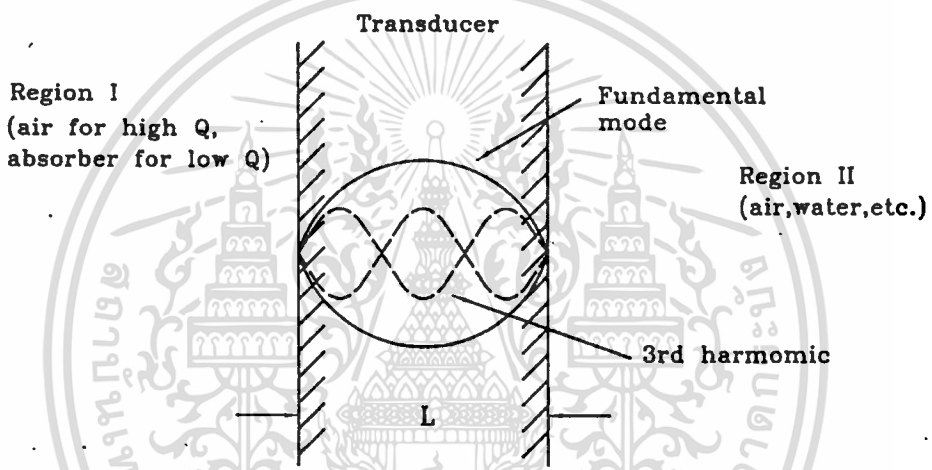 Transducer
Region I
(air for high Q,
absorber for low Q)
Fundamental
mode
Region II
(air,water,etc.)
3rd harmomic
L